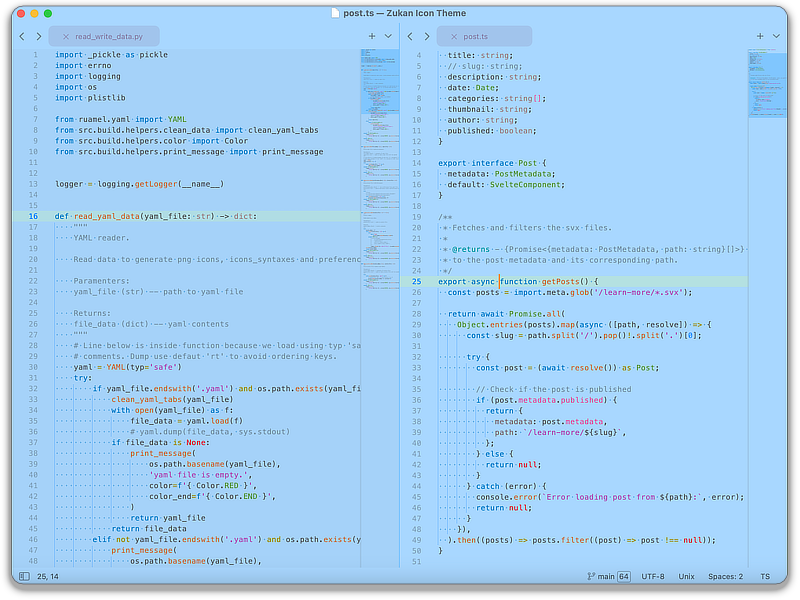 post.ts — Zukan Icon Theme
read_write_data.py
post.ts
1 import _pickle as pickle
2 import errno
3 import logging
4 import os
5 import plistlib
6
7 from ruamel.yaml import YAML
8 from src.build.helpers.clean_data import clean_yaml_tabs
9 from src.build.helpers.color import Color
10 from src.build.helpers.print_message import print_message
11
12
13 logger = logging.getLogger(__name__)
14
15
16 def read_yaml_data(yaml_file: str) -> dict:
17 """
18 YAML reader.
19
20 Read data to generate png icons, icons_syntaxes and preferenc
21
22 Paramenters:
23 yaml_file (str) -- path to yaml file
24
25 Returns:
26 file_data (dict) -- yaml contents
27 """
28 # Line below is inside function because we load using typ 'sa
29 # comments. Dump use defaut 'rt' to avoid ordering keys.
30 yaml = YAML(typ='safe')
31 try:
32 if yaml_file.endswith('.yaml') and os.path.exists(yaml_fi
33 clean_yaml_tabs(yaml_file)
34 with open(yaml_file) as f:
35 file_data = yaml.load(f)
36 # yaml.dump(file_data, sys.stdout)
37 if file_data is None:
38 print_message(
39 os.path.basename(yaml_file),
40 'yaml file is empty.',
41 color=f'{ Color.RED }',
42 color_end=f'{ Color.END }',
43 )
44 return yaml_file
45 return file_data
46 elif not yaml_file.endswith('.yaml') and os.path.exists(y
47 print_message(
48 os.path.basename(yaml_file),
4 title: string;
5 // slug: string;
6 description: string;
7 date: Date;
8 categories: string[];
9 thumbnail: string;
10 author: string;
11 published: boolean;
12 }
13
14 export interface Post {
15 metadata: PostMetadata;
16 default: SvelteComponent;
17 }
18
19 /**
20 * Fetches and filters the svx files.
21 *
22 * @returns - {Promise<{metadata: PostMetadata, path: string}[]>}
23 * to the post metadata and its corresponding path.
24 */
25 export async function getPosts() {
26 const posts = import.meta.glob('/learn-more/*.svx');
27
28 return await Promise.all(
29 Object.entries(posts).map(async ([path, resolve]) => {
30 const slug = path.split('/').pop()!.split('.')[0];
31
32 try {
33 const post = (await resolve()) as Post;
34
35 // Check if the post is published
36 if (post.metadata.published) {
37 return {
38 metadata: post.metadata,
39 path: `/learn-more/${slug}`,
40 };
41 } else {
42 return null;
43 }
44 } catch (error) {
45 console.error(`Error loading post from ${path}:`, error);
46 return null;
47 }
48 }),
49 ).then((posts) => posts.filter((post) => post !== null));
50 }
51
25, 14
main 64 UTF-8 Unix Spaces: 2 TS